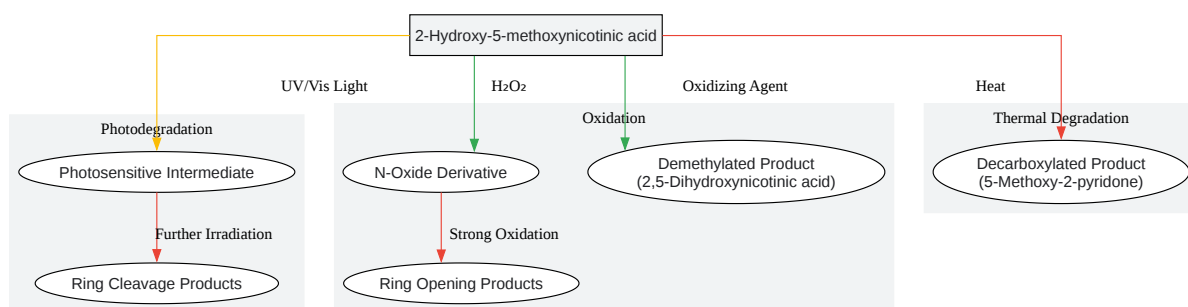 2-Hydroxy-5-methoxynicotinic acid
UV/Vis Light
H₂O₂
Oxidizing Agent
Heat
Photodegradation
Oxidation
Thermal Degradation
Photosensitive Intermediate
N-Oxide Derivative
Demethylated Product
(2,5-Dihydroxynicotinic acid)
Decarboxylated Product
(5-Methoxy-2-pyridone)
Further Irradiation
Strong Oxidation
Ring Cleavage Products
Ring Opening Products